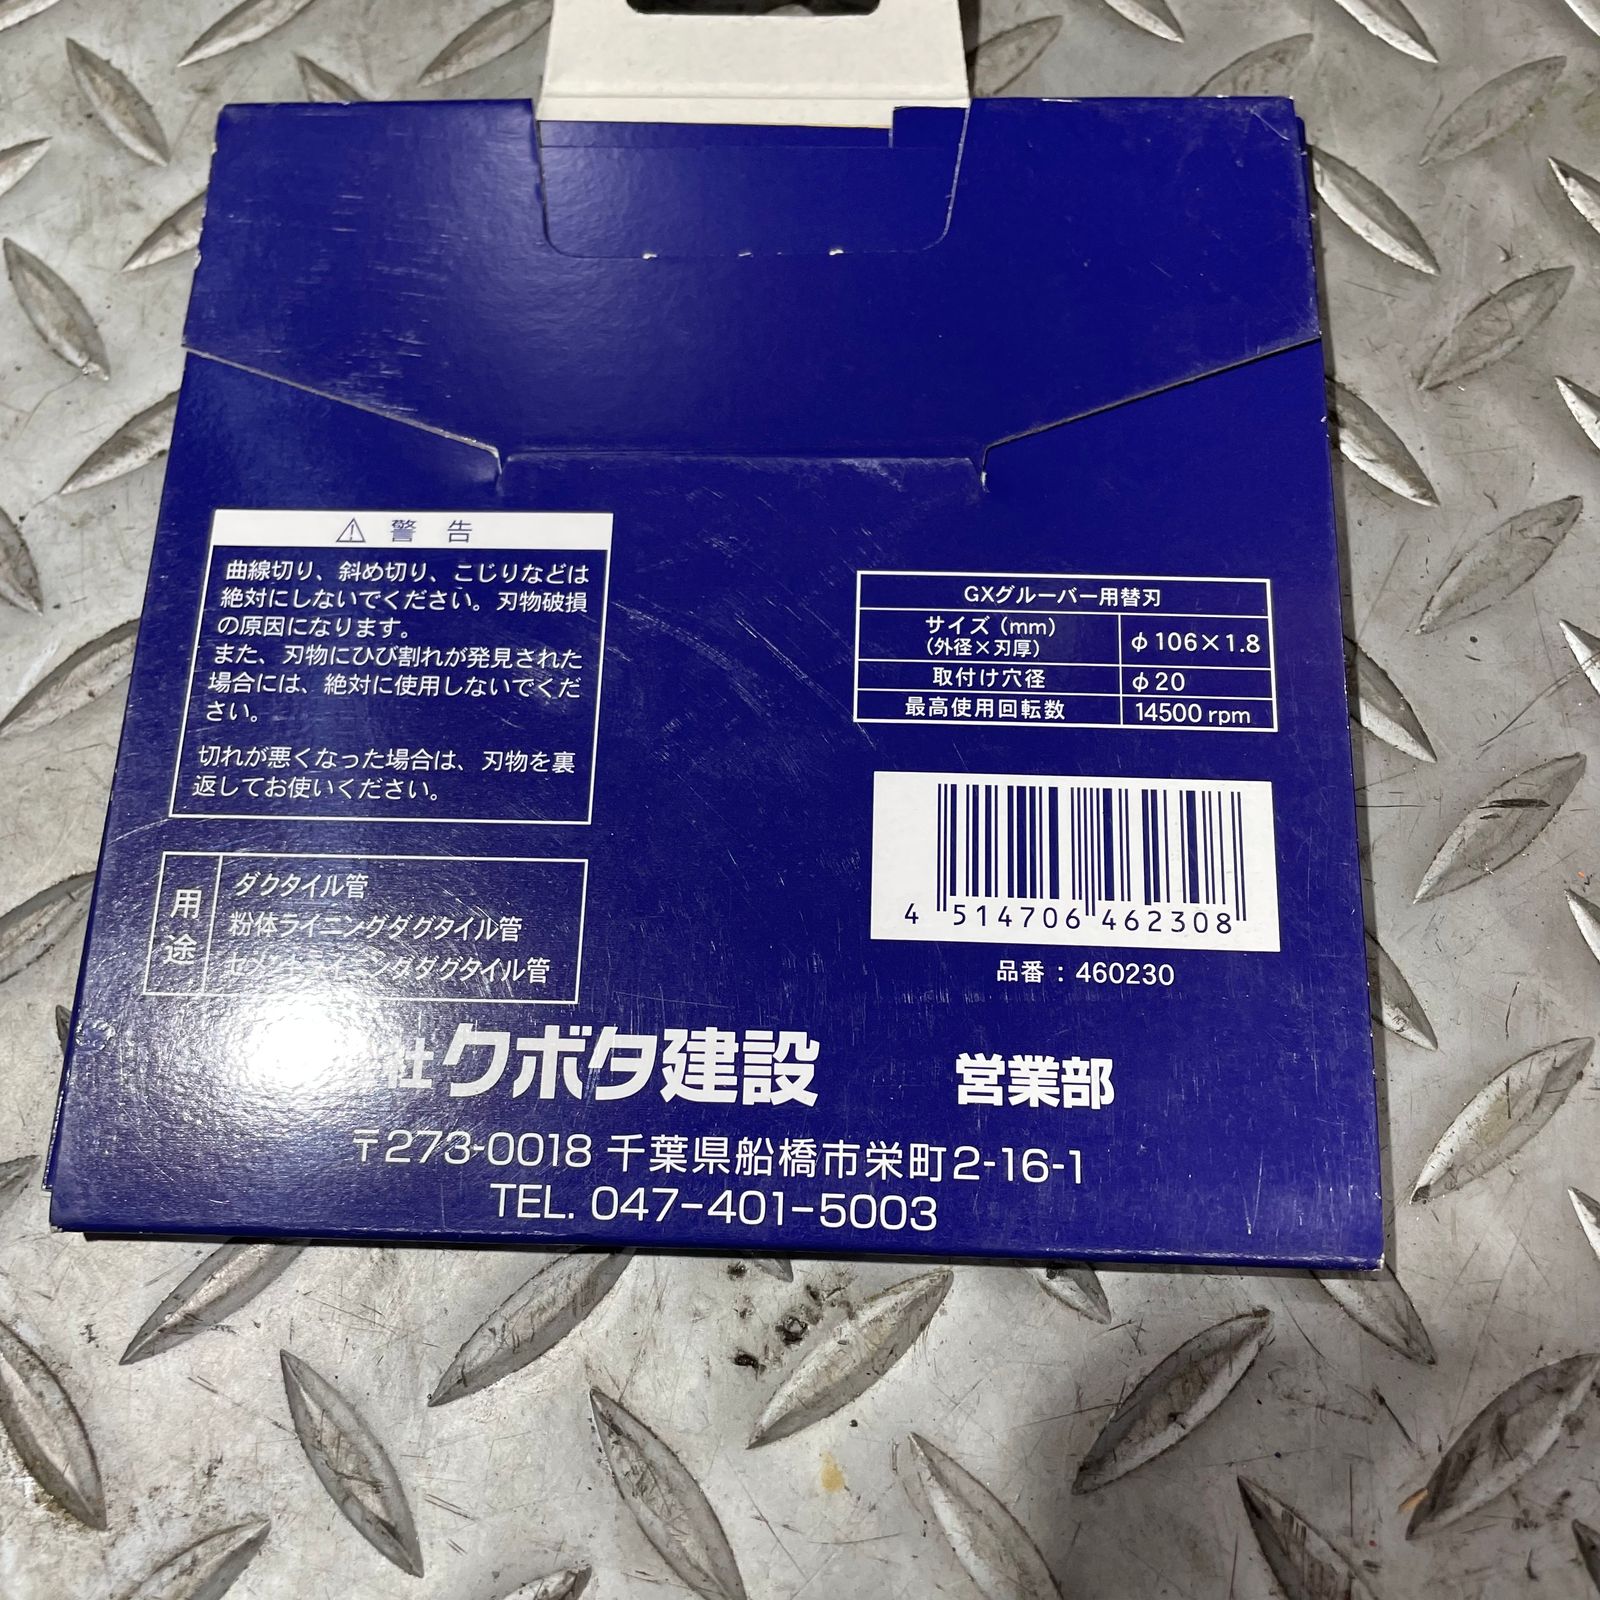 ⚠ 警告
曲線切り、斜め切り、こじりなどは
絶対にしないでください。刃物破損
の原因になります。
また、刃物にひび割れが発見された
場合には、絶対に使用しないでくだ
さい。
切れが悪くなった場合は、刃物を裏
返してお使いください。
用途
ダクタイル管
粉体ライニングダグタイル管
セメントライニングダグタイル管
GXグルーバー用替刃
サイズ(mm)
(外径×刃厚)
φ106×1.8
取付け穴径 φ20
最高使用回転数 14500rpm
4 514706 462308
品番:460230
社クボタ建設 営業部
〒273-0018 千葉県船橋市栄町2-16-1
TEL. 047-401-5003